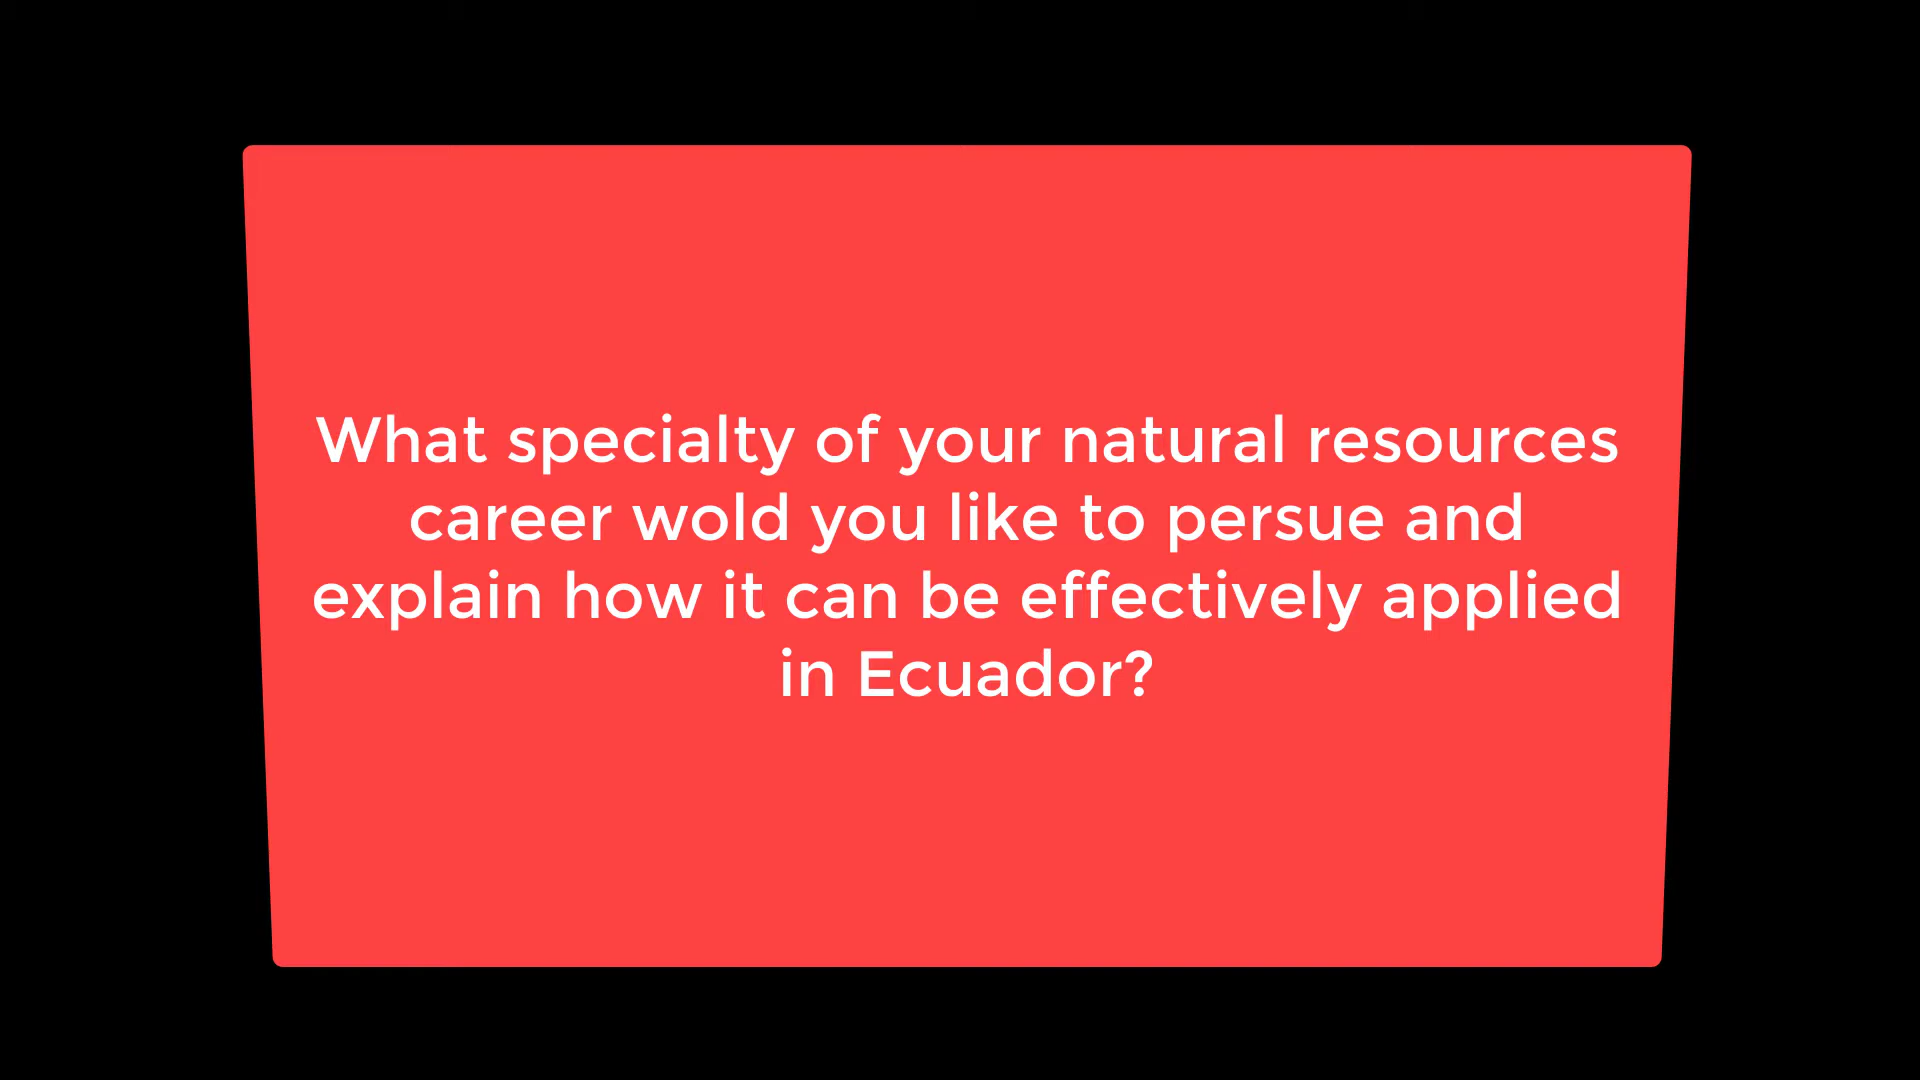 What specialty of your natural resources
career wold you like to persue and
explain how it can be effectively applied
in Ecuador?